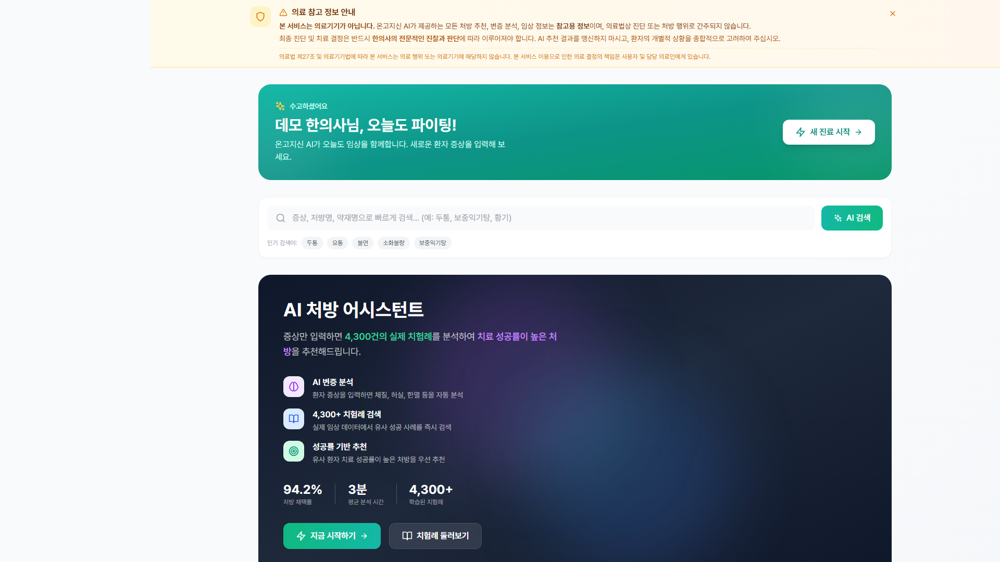 의료 참고 정보 안내
본 서비스는 의료기기가 아닙니다. 온고지신 AI가 제공하는 모든 처방 추천, 변증 분석, 임상 정보는 참고용 정보이며, 의료법상 진단 또는 처방 행위로 간주되지 않습니다.
최종 진단 및 치료 결정은 반드시 한의사의 전문적인 진찰과 판단에 따라 이루어져야 합니다. AI 추천 결과를 맹신하지 마시고, 환자의 개별적 상황을 종합적으로 고려하여 주십시오.
의료법 제27조 및 의료기기법에 따라 본 서비스는 의료 행위 또는 의료기기에 해당하지 않습니다. 본 서비스 이용으로 인한 의료 결정의 책임은 사용자 및 담당 의료인에게 있습니다.
수고하셨어요
데모 한의사님, 오늘도 파이팅!
온고지신 AI가 오늘도 임상을 함께합니다. 새로운 환자 증상을 입력해 보
세요.
새 진료 시작
증상, 처방명, 약재명으로 빠르게 검색... (예: 두통, 보중익기탕, 황기)
AI 검색
인기 검색어: 두통 요통 불면 소화불량 보중익기탕
AI 처방 어시스턴트
증상만 입력하면 4,300건의 실제 치험례를 분석하여 치료 성공률이 높은 처
방을 추천해드립니다.
AI 변증 분석
환자 증상을 입력하면 체질, 허실, 한열 등을 자동 분석
4,300+ 치험례 검색
실제 임상 데이터에서 유사 성공 사례를 즉시 검색
성공률 기반 추천
유사 환자 치료 성공률이 높은 처방을 우선 추천
94.2% 3분 4,300+
처방 채택률 평균 분석 시간 학습된 치험례
지금 시작하기 치험례 둘러보기